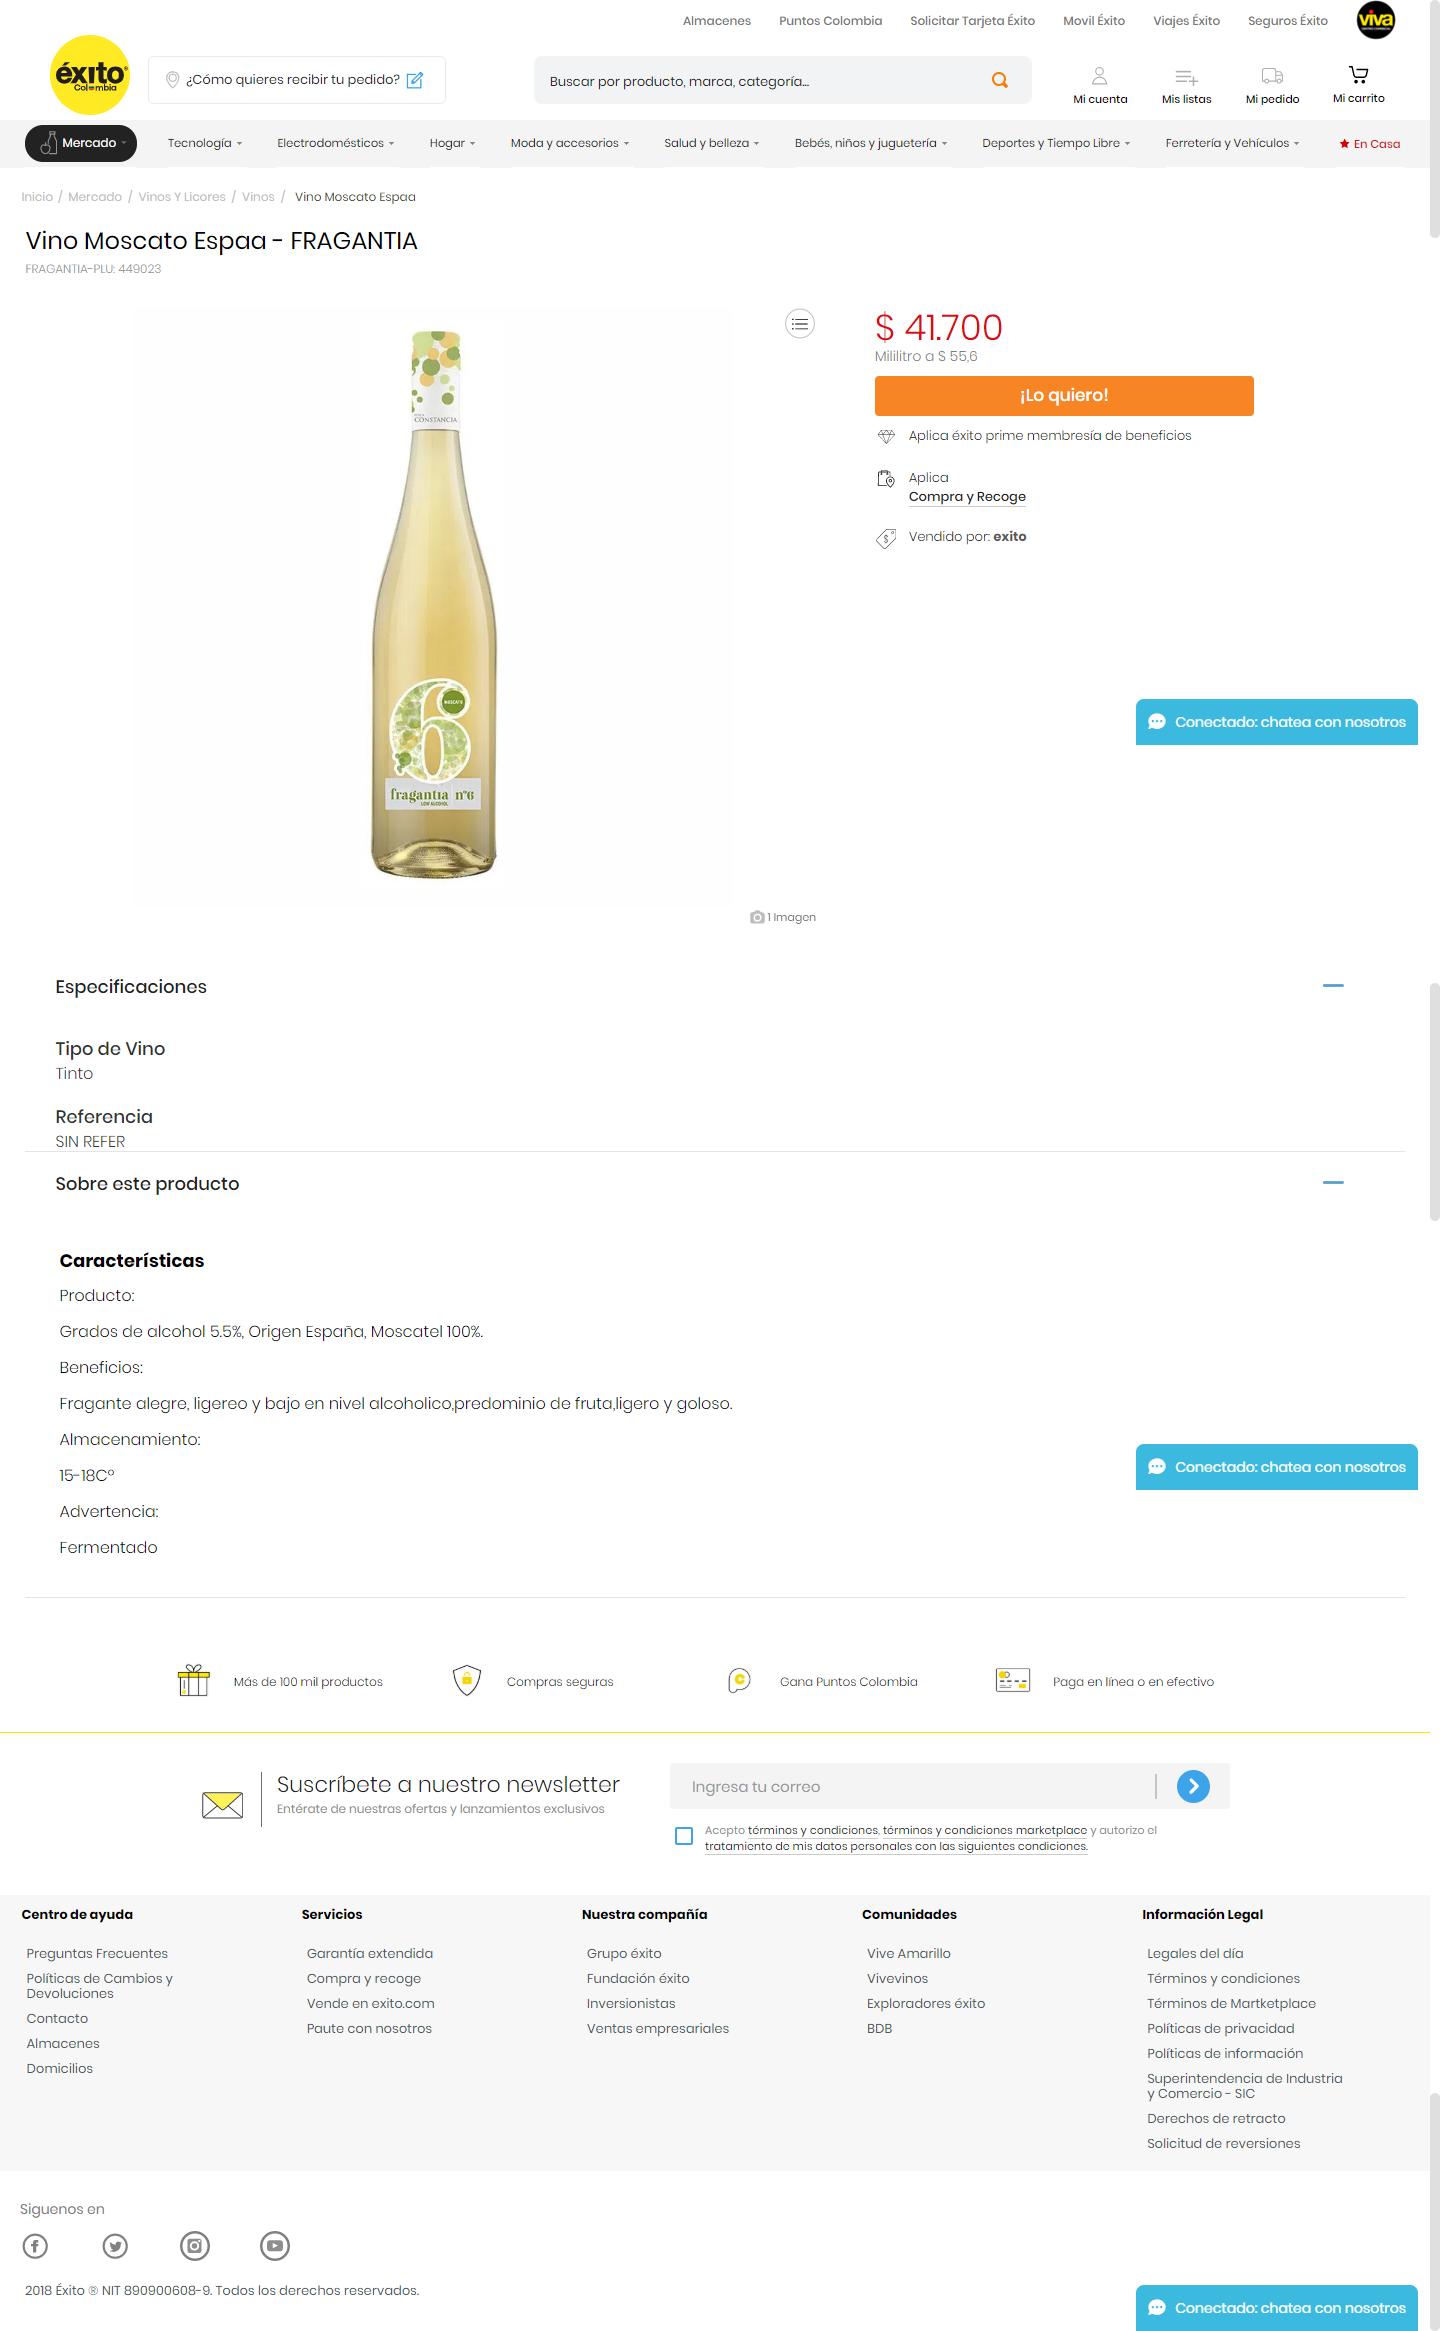 Almacenes Puntos Colombia Solicitar Tarjeta Éxito Movil Éxito Viajes Éxito Seguros Éxito viva
éxito
Colombia
¿Cómo quieres recibir tu pedido?
Buscar por producto, marca, categoría...
Mi cuenta Mis listas Mi pedido Mi carrito
Mercado Tecnología Electrodomésticos Hogar Moda y accesorios Salud y belleza Bebés, niños y juguetería Deportes y Tiempo Libre Ferretería y Vehículos En Casa
Inicio / Mercado / Vinos Y Licores / Vinos / Vino Moscato Espaa
Vino Moscato Espaa - FRAGANTIA
FRAGANTIA-PLU: 449023
CONSTANCIA
MOSCATO
6
fragantia nº6
LOW ALCOHOL
$ 41.700
Mililitro a $ 55,6
¡Lo quiero!
Aplica éxito prime membresía de beneficios
Aplica
Compra y Recoge
Vendido por: exito
Conectado: chatea con nosotros
1 Imagen
Especificaciones
Tipo de Vino
Tinto
Referencia
SIN REFER
Sobre este producto
Características
Producto:
Grados de alcohol 5.5%, Origen España, Moscatel 100%.
Beneficios:
Fragante alegre, ligereo y bajo en nivel alcoholico,predominio de fruta,ligero y goloso.
Almacenamiento:
15-18Cº
Conectado: chatea con nosotros
Advertencia:
Fermentado
Más de 100 mil productos Compras seguras Gana Puntos Colombia Paga en línea o en efectivo
Suscríbete a nuestro newsletter
Entérate de nuestras ofertas y lanzamientos exclusivos
Ingresa tu correo
Acepto términos y condiciones, términos y condiciones marketplace y autorizo el
tratamiento de mis datos personales con las siguientes condiciones.
Centro de ayuda
Preguntas Frecuentes
Políticas de Cambios y
Devoluciones
Contacto
Almacenes
Domicilios
Servicios
Garantía extendida
Compra y recoge
Vende en exito.com
Paute con nosotros
Nuestra compañía
Grupo éxito
Fundación éxito
Inversionistas
Ventas empresariales
Comunidades
Vive Amarillo
Vivevinos
Exploradores éxito
BDB
Información Legal
Legales del día
Términos y condiciones
Términos de Martketplace
Políticas de privacidad
Políticas de información
Superintendencia de Industria
y Comercio - SIC
Derechos de retracto
Solicitud de reversiones
Siguenos en
2018 Éxito ® NIT 890900608-9. Todos los derechos reservados.
Conectado: chatea con nosotros